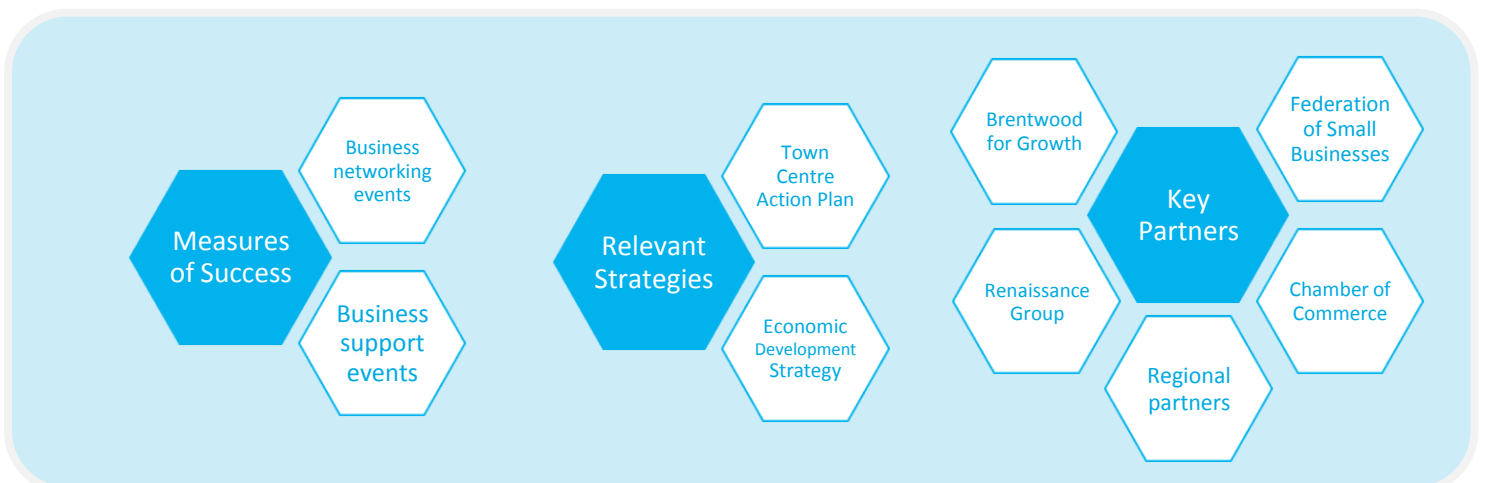 Measures
of Success
Business
networking
events
Business
support
events
Relevant
Strategies
Town
Centre
Action Plan
Economic
Development
Strategy
Key
Partners
Brentwood
for Growth
Federation
of Small
Businesses
Renaissance
Group
Chamber of
Commerce
Regional
partners